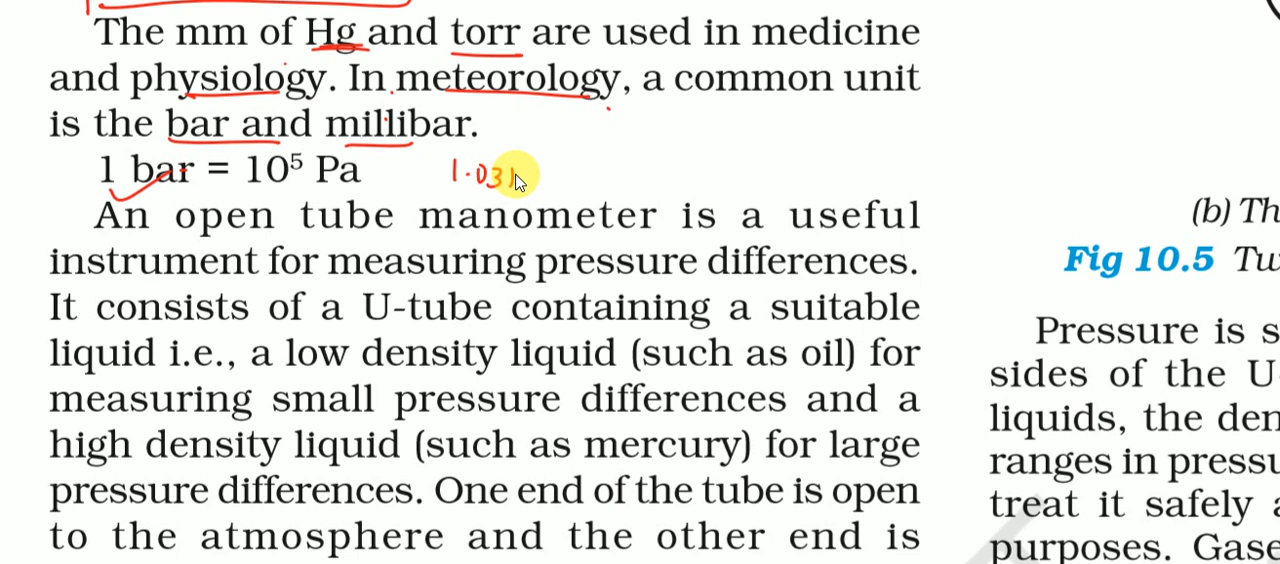 The mm of Hg and torr are used in medicine
and physiology. In meteorology, a common unit
is the bar and millibar.
1 bar = 10⁵ Pa
1.031
An open tube manometer is a useful
instrument for measuring pressure differences.
It consists of a U-tube containing a suitable
liquid i.e., a low density liquid (such as oil) for
measuring small pressure differences and a
high density liquid (such as mercury) for large
pressure differences. One end of the tube is open
to the atmosphere and the other end is
(b) Th
Fig 10.5 Tu
Pressure is s
sides of the U
liquids, the den
ranges in pressu
treat it safely a
purposes. Gase